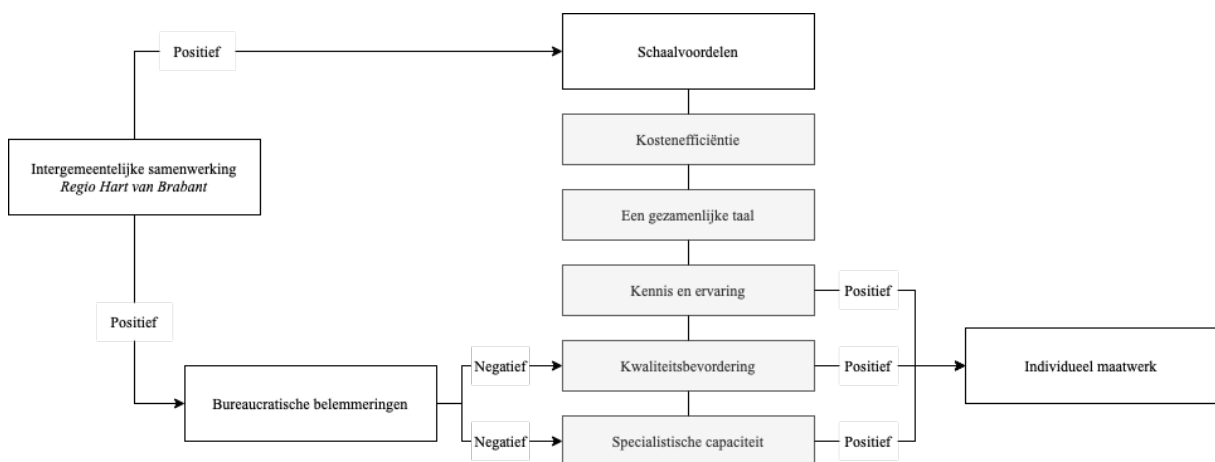 Positief
Schaalvoordelen
Kostenefficiëntie
Intergemeentelijke samenwerking
Regio Hart van Brabant
Een gezamenlijke taal
Kennis en ervaring
Positief
Positief
Negatief
Kwaliteitsbevordering
Positief
Individueel maatwerk
Bureaucratische belemmeringen
Negatief
Specialistische capaciteit
Positief